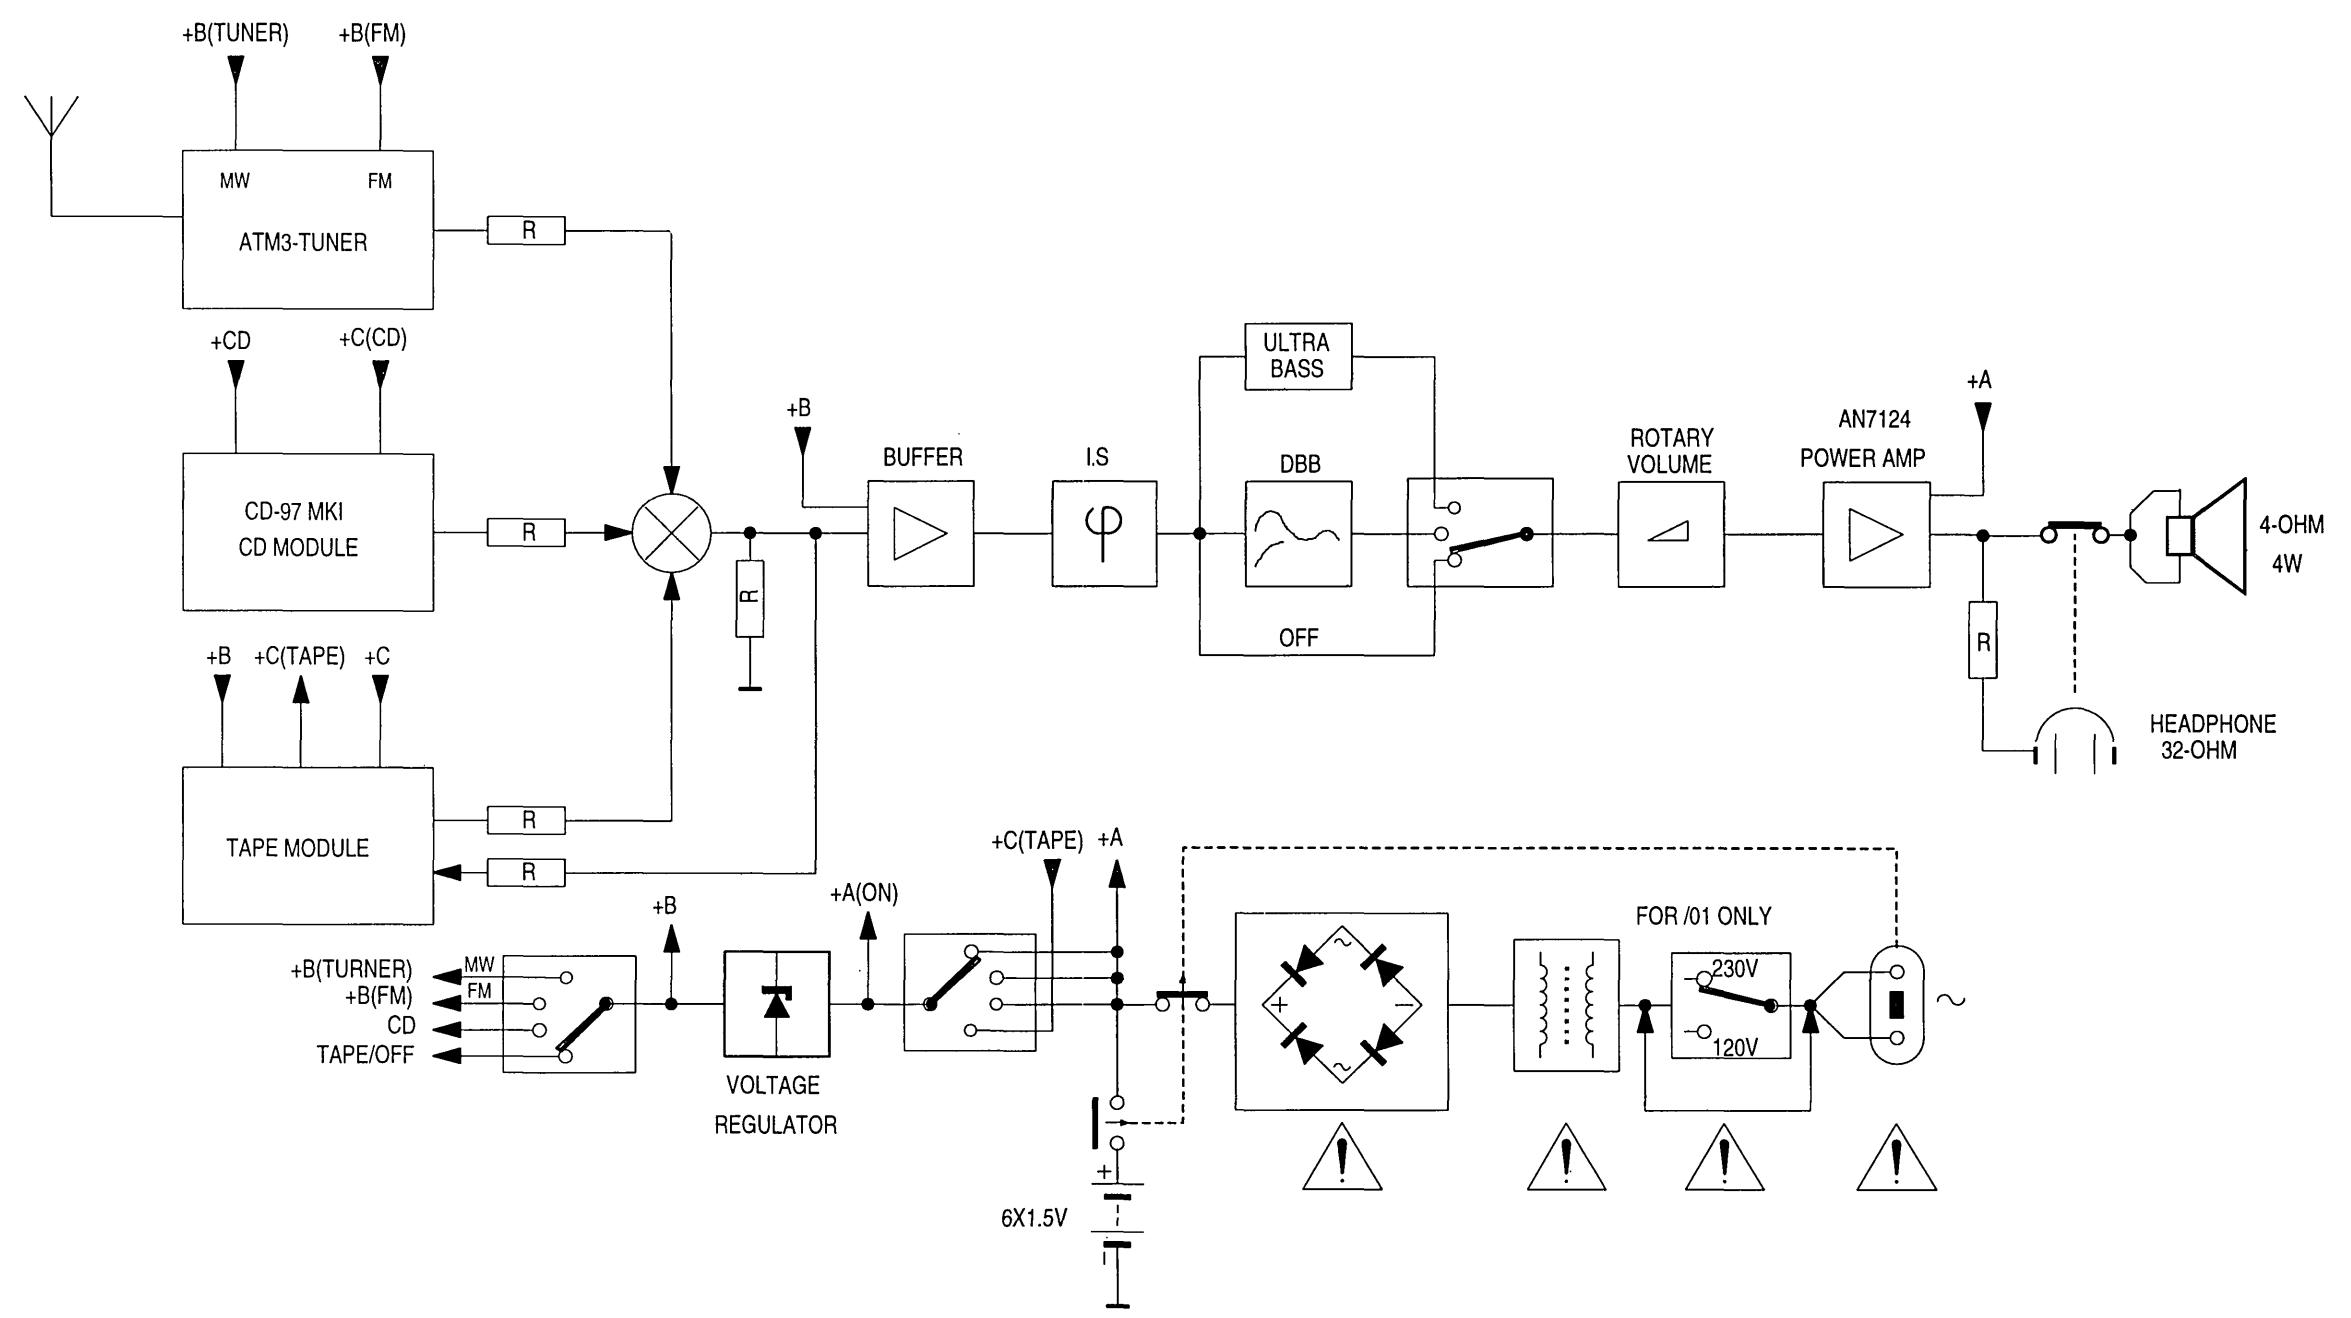 +B(TUNER)
+B(FM)
MW
FM
ATM3-TUNER
R
+CD
+C(CD)
CD-97 MKI
CD MODULE
R
+B
+C(TAPE)
+C
TAPE MODULE
R
R
R
+B
BUFFER
I.S
φ
ULTRA
BASS
DBB
OFF
ROTARY
VOLUME
AN7124
POWER AMP
+A
4-OHM
4W
R
HEADPHONE
32-OHM
+B(TURNER)
MW
+B(FM)
FM
CD
TAPE/OFF
+B
VOLTAGE
REGULATOR
+A(ON)
+C(TAPE)
+A
+
6X1.5V
−
~
+
−
~
FOR /01 ONLY
230V
120V
~
!
!
!
!